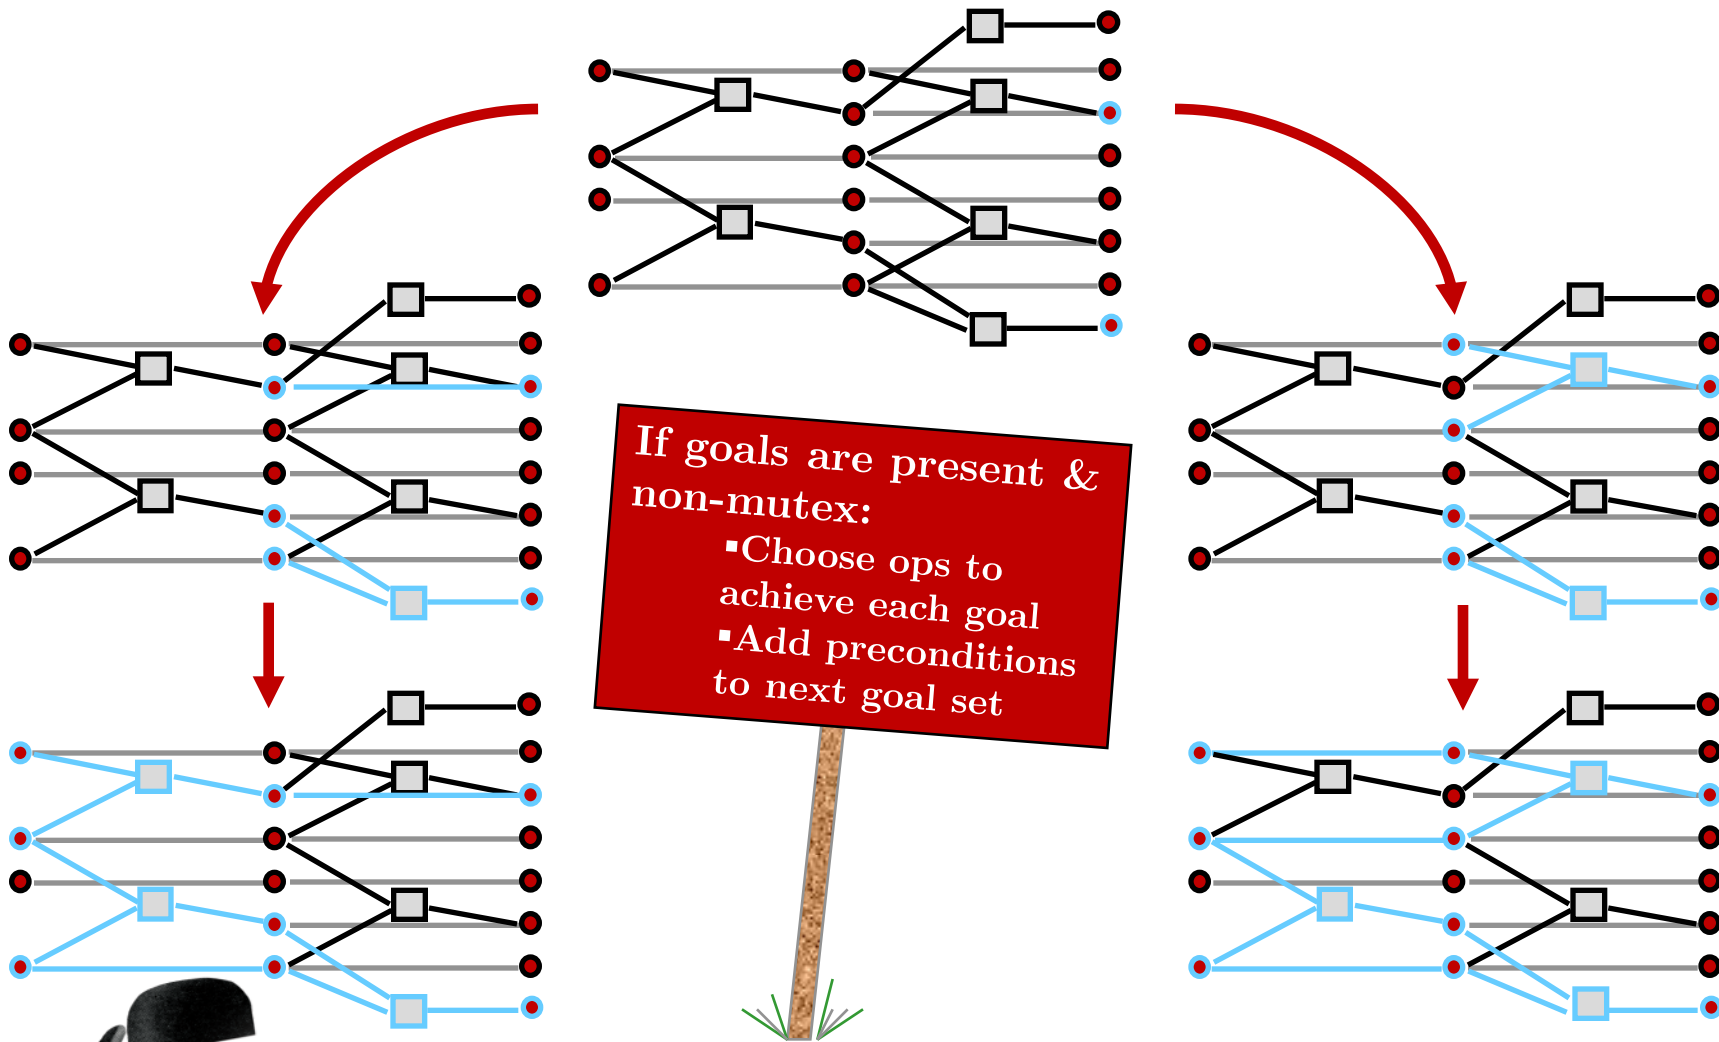 If goals are present &
non-mutex:
▪Choose ops to
achieve each goal
▪Add preconditions
to next goal set